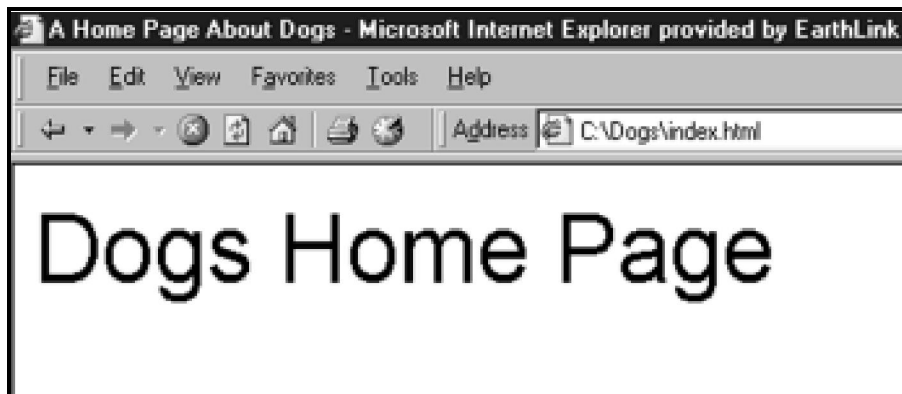 A Home Page About Dogs - Microsoft Internet Explorer provided by EarthLink
File Edit View Favorites Tools Help
Address C:\Dogs\index.html
Dogs Home Page